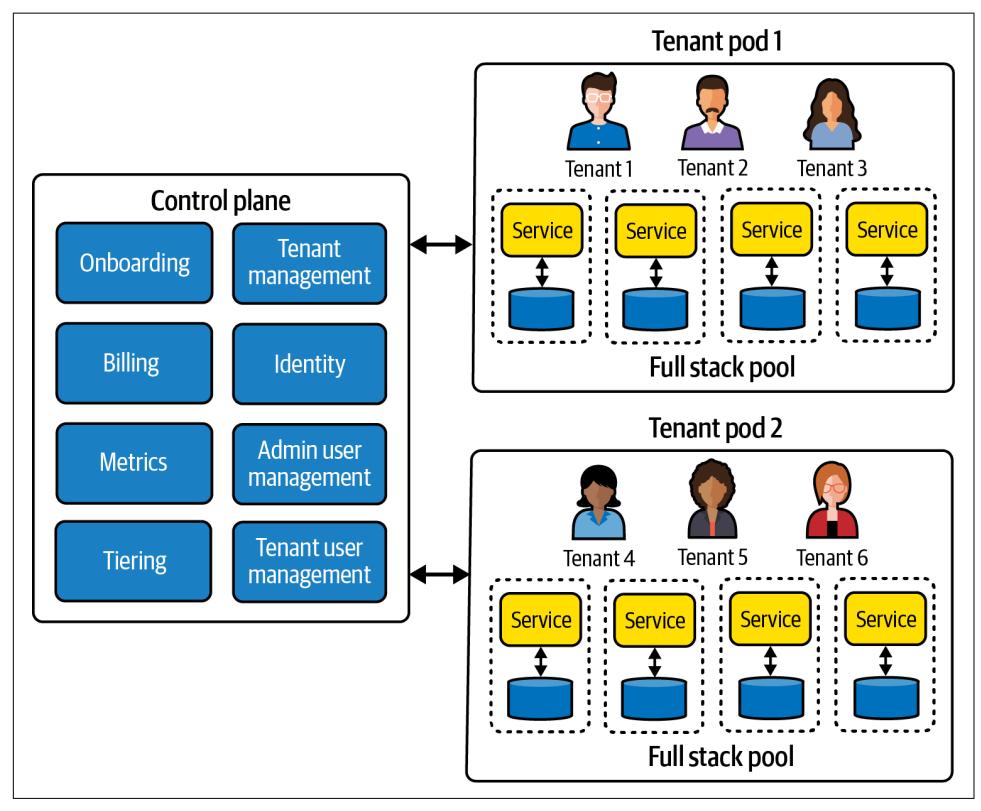 Tenant pod 1
Tenant 1
Tenant 2
Tenant 3
Service
Service
Service
Service
Full stack pool
Control plane
Onboarding
Tenant
management
Billing
Identity
Metrics
Admin user
management
Tiering
Tenant user
management
Tenant pod 2
Tenant 4
Tenant 5
Tenant 6
Service
Service
Service
Service
Full stack pool